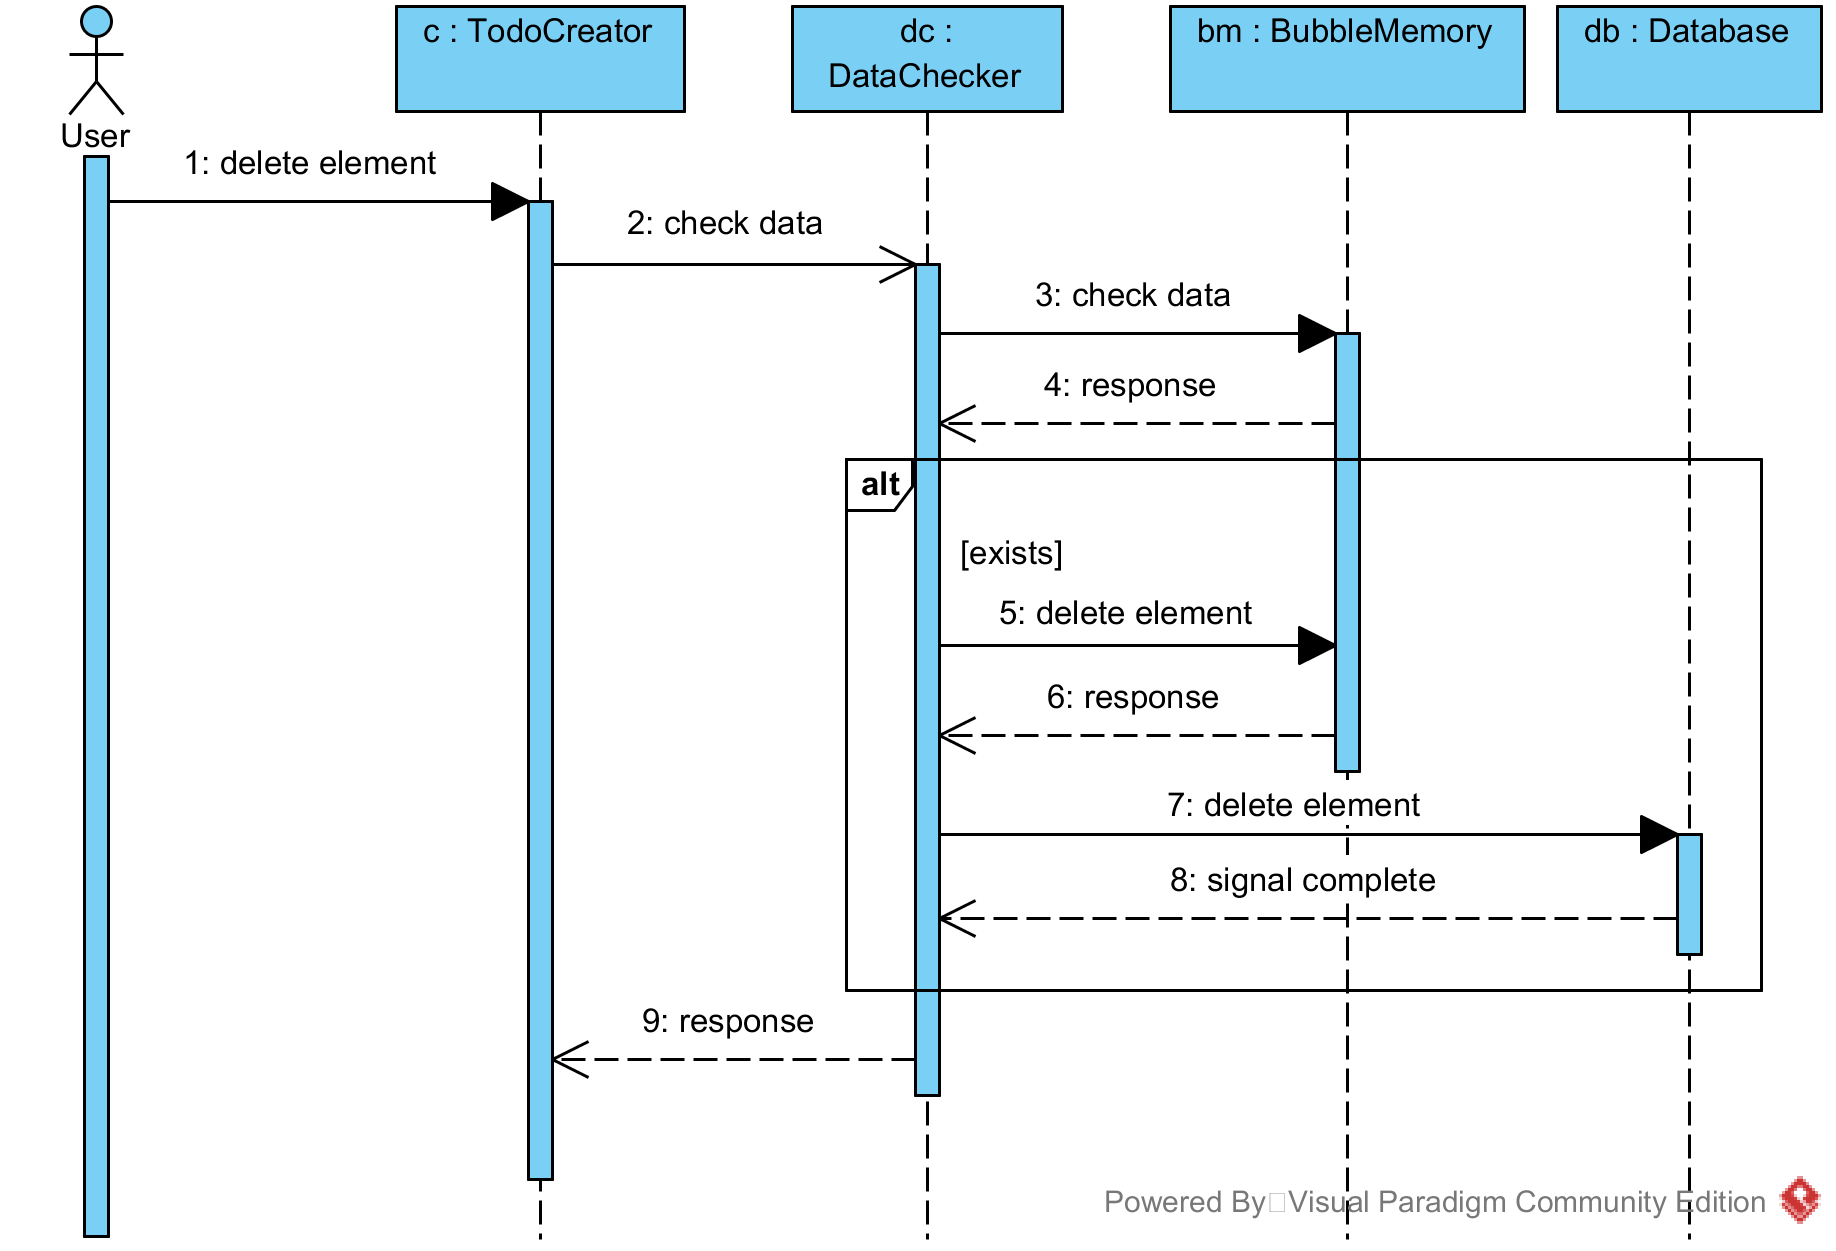 c : TodoCreator
dc :
DataChecker
bm : BubbleMemory
db : Database
User
1: delete element
2: check data
3: check data
4: response
alt
[exists]
5: delete element
6: response
7: delete element
8: signal complete
9: response
Powered By Visual Paradigm Community Edition